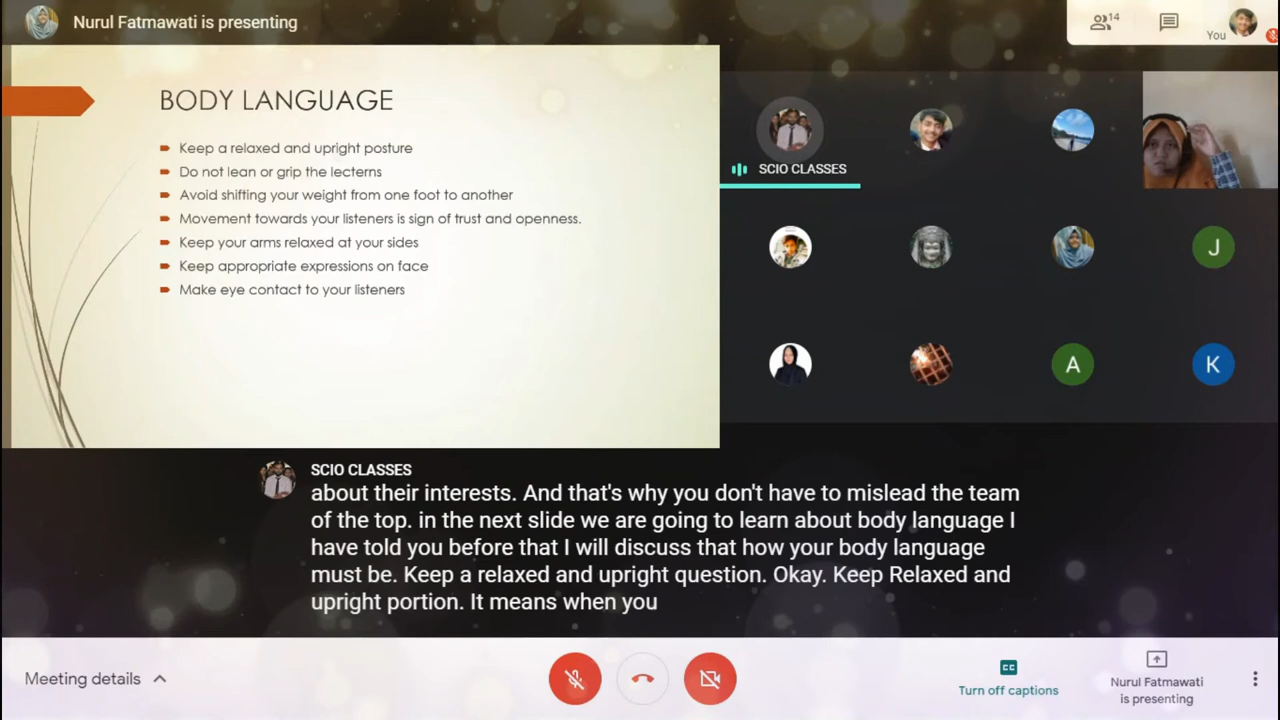 Nurul Fatmawati is presenting
14
You
BODY LANGUAGE
Keep a relaxed and upright posture
Do not lean or grip the lecterns
Avoid shifting your weight from one foot to another
Movement towards your listeners is sign of trust and openness.
Keep your arms relaxed at your sides
Keep appropriate expressions on face
Make eye contact to your listeners
SCIO CLASSES
J
A
K
SCIO CLASSES
about their interests. And that's why you don't have to mislead the team
of the top. in the next slide we are going to learn about body language I
have told you before that I will discuss that how your body language
must be. Keep a relaxed and upright question. Okay. Keep Relaxed and
upright portion. It means when you
Meeting details
CC
Turn off captions
Nurul Fatmawati
is presenting